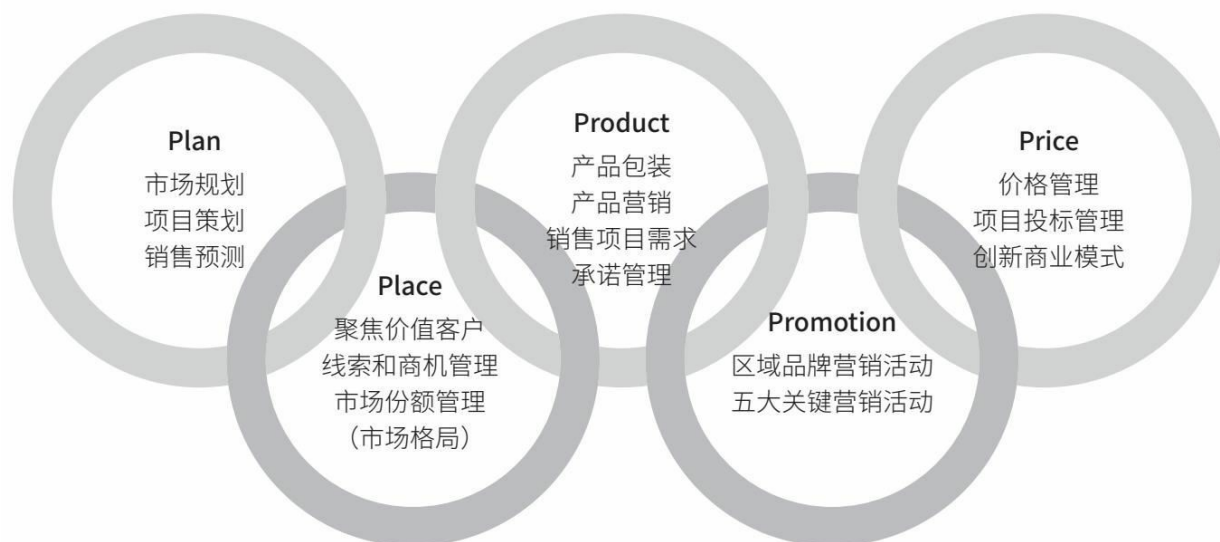 Plan
市场规划
项目策划
销售预测
Place
聚焦价值客户
线索和商机管理
市场份额管理
（市场格局）
Product
产品包装
产品营销
销售项目需求
承诺管理
Promotion
区域品牌营销活动
五大关键营销活动
Price
价格管理
项目投标管理
创新商业模式